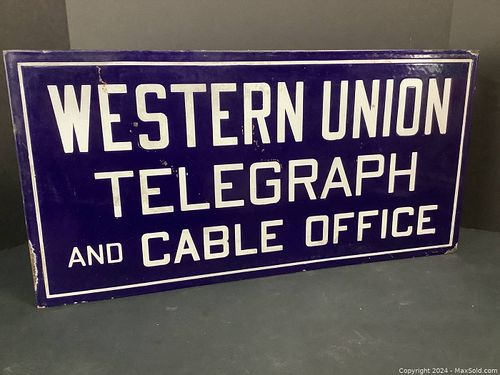 WESTERN UNION
TELEGRAPH
AND CABLE OFFICE
Copyright 2024 - MaxSold.com